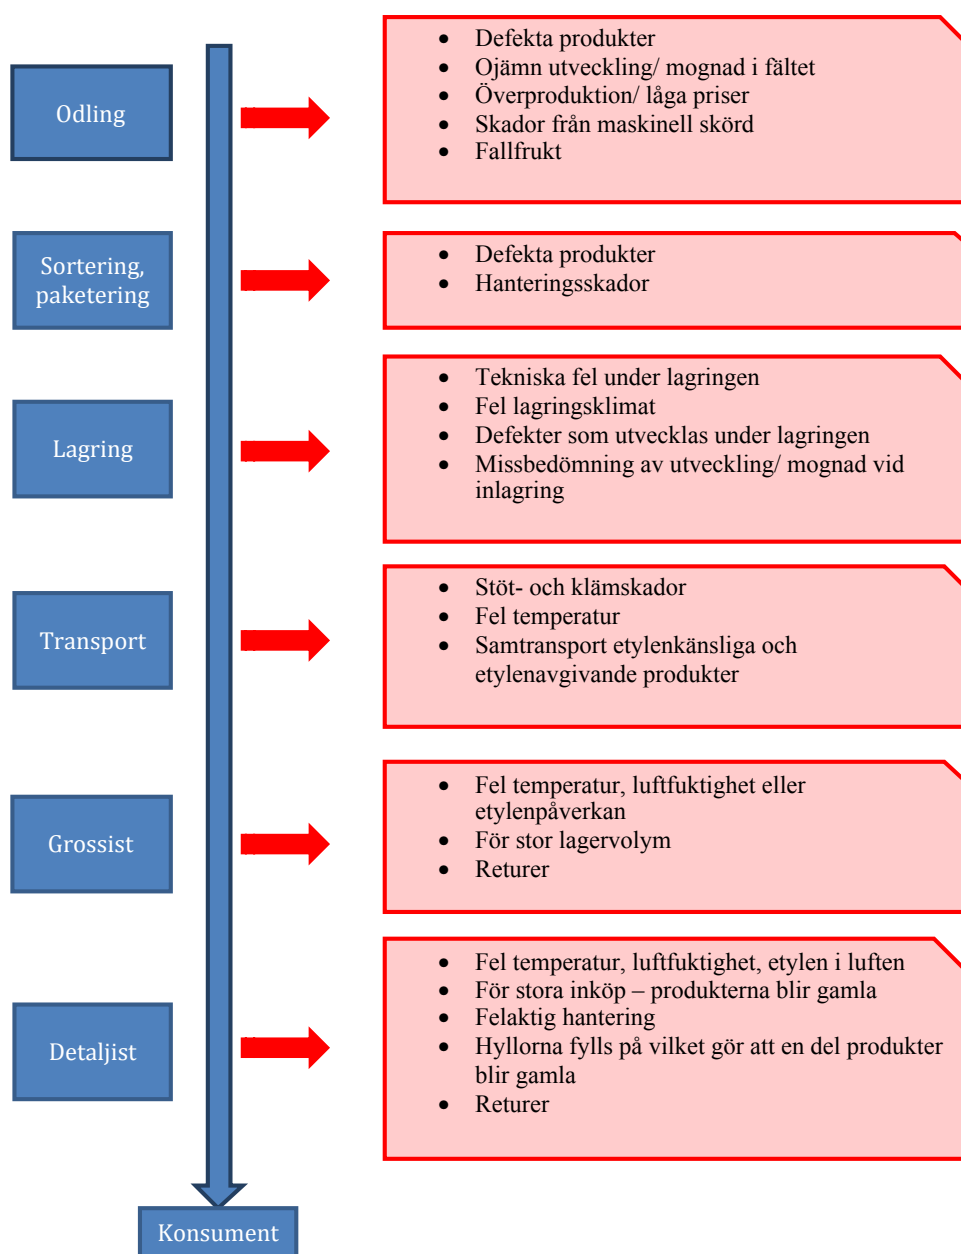 Odling
• Defekta produkter
• Ojämn utveckling/ mognad i fältet
• Överproduktion/ låga priser
• Skador från maskinell skörd
• Fallfrukt
Sortering,
paketering
• Defekta produkter
• Hanteringsskador
Lagring
• Tekniska fel under lagringen
• Fel lagringsklimat
• Defekter som utvecklas under lagringen
• Missbedömning av utveckling/ mognad vid
inlagring
Transport
• Stöt- och klämskador
• Fel temperatur
• Samtransport etylenkänsliga och
etylenavgivande produkter
Grossist
• Fel temperatur, luftfuktighet eller
etylenpåverkan
• För stor lagervolym
• Returer
Detaljist
• Fel temperatur, luftfuktighet, etylen i luften
• För stora inköp – produkterna blir gamla
• Felaktig hantering
• Hyllorna fylls på vilket gör att en del produkter
blir gamla
• Returer
Konsument